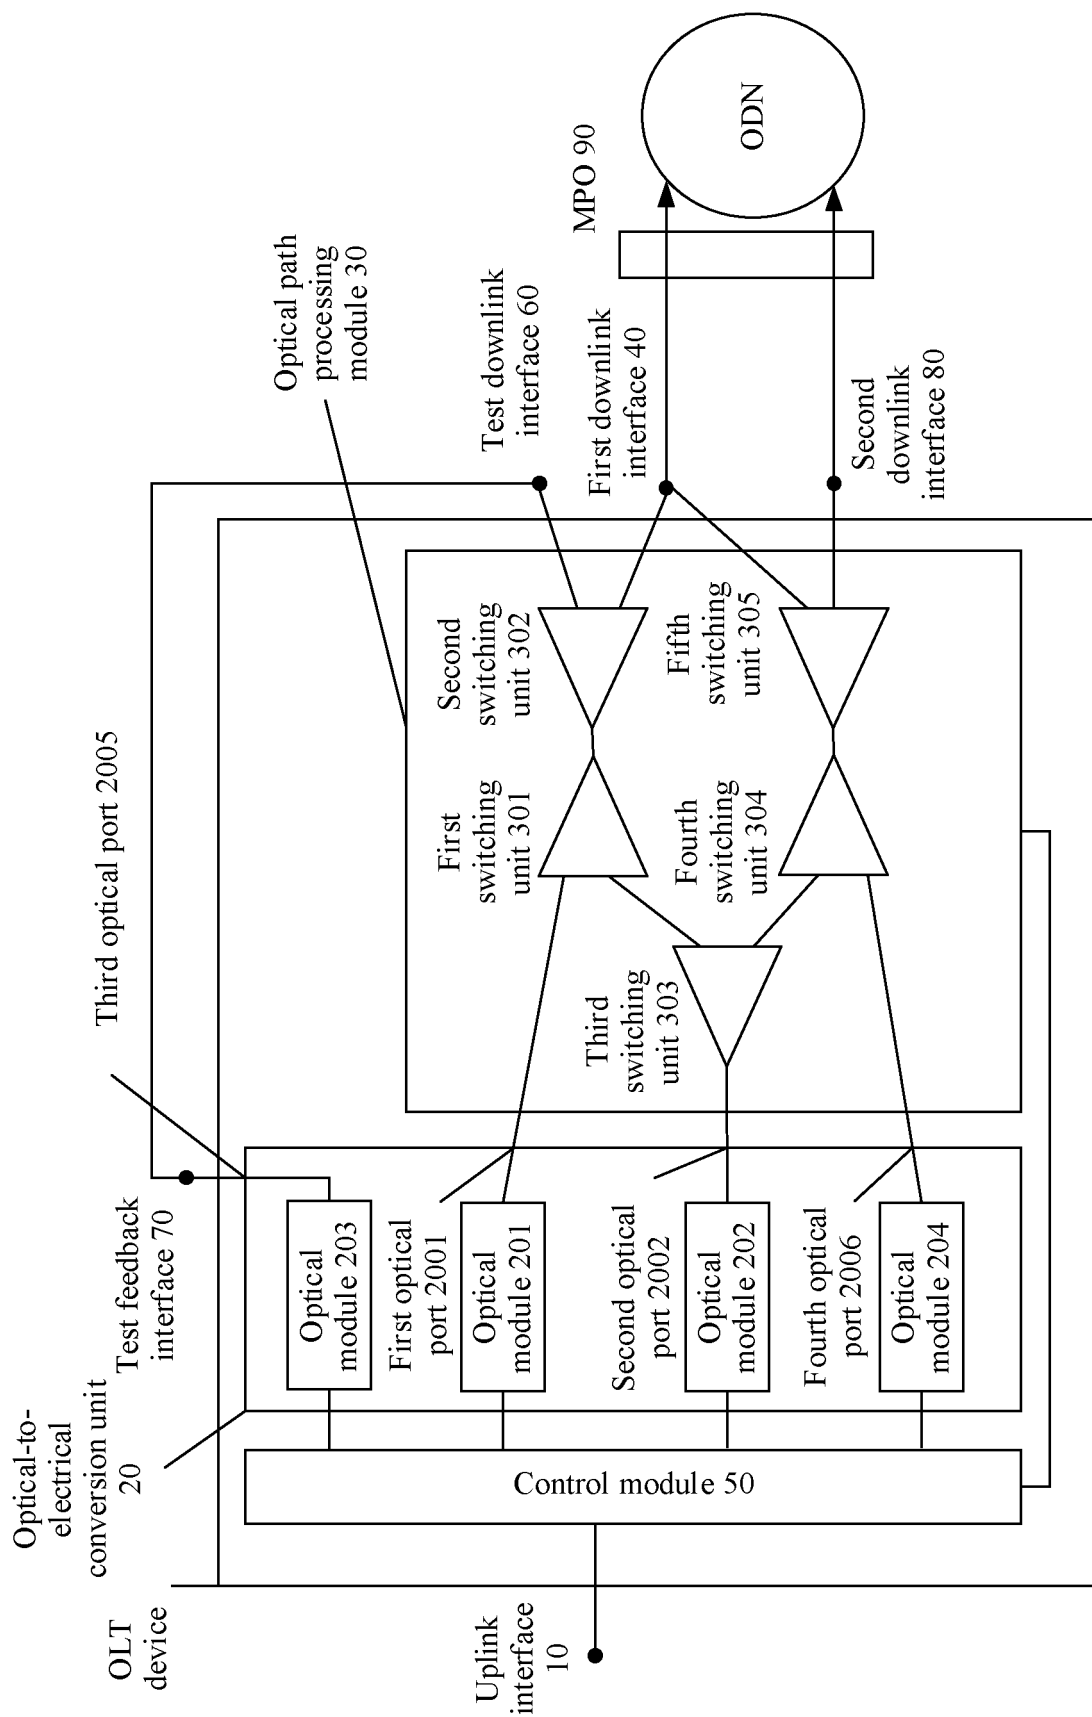 OLT
device
Optical-to-
electrical
conversion unit
20
Test feedback
interface 70
Third optical port 2005
Optical path
processing
module 30
Test downlink
interface 60
First downlink
interface 40
MPO 90
ODN
Second
downlink
interface 80
Uplink
interface
10
Control module 50
Optical
module 203
First optical
port 2001
Optical
module 201
Second optical
port 2002
Optical
module 202
Fourth optical
port 2006
Optical
module 204
First
switching
unit 301
Second
switching
unit 302
Third
switching
unit 303
Fourth
switching
unit 304
Fifth
switching
unit 305